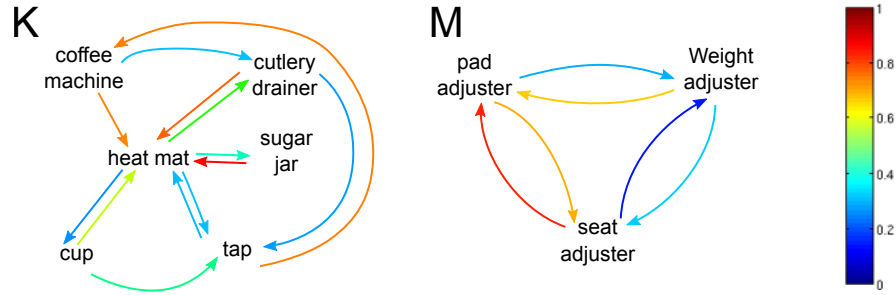 K
coffee
machine
cutlery
drainer
heat mat
sugar
jar
cup
tap
M
pad
adjuster
Weight
adjuster
seat
adjuster
1
0.8
0.6
0.4
0.2
0